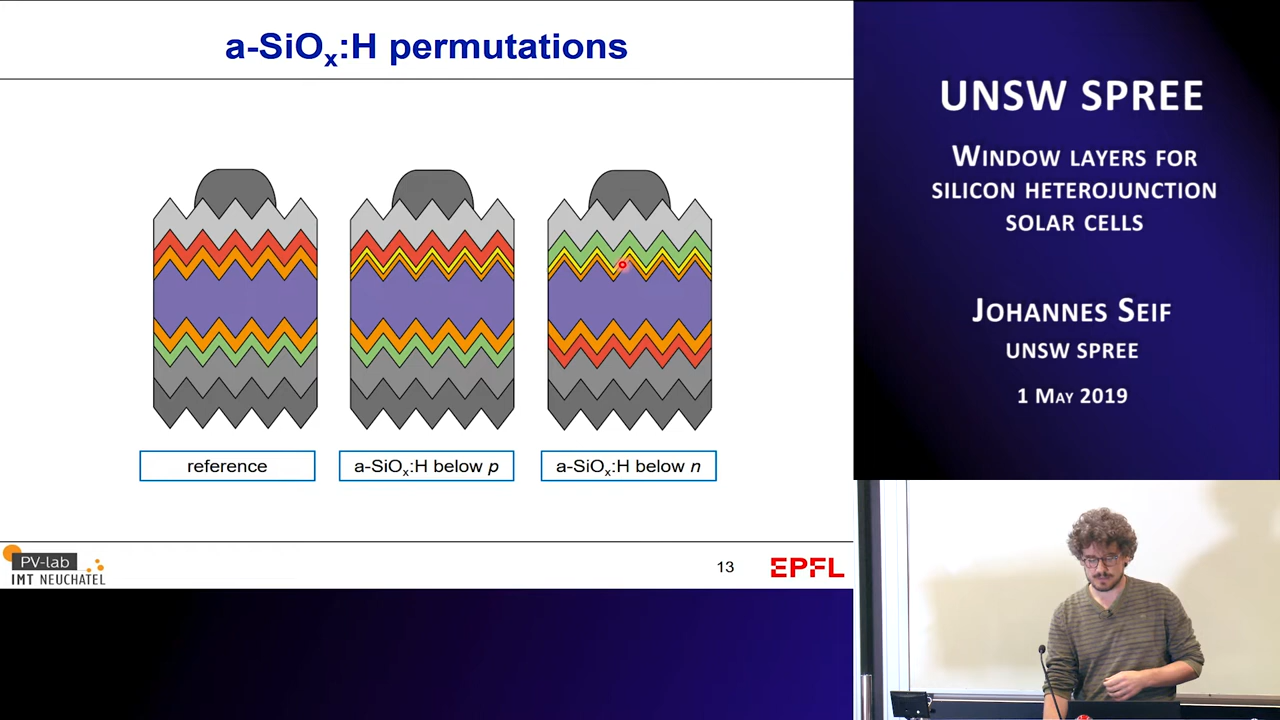 a-SiOx:H permutations
reference
a-SiOx:H below p
a-SiOx:H below n
PV-lab
IMT NEUCHATEL
13
EPFL
UNSW SPREE
WINDOW LAYERS FOR
SILICON HETEROJUNCTION
SOLAR CELLS
JOHANNES SEIF
UNSW SPREE
1 MAY 2019